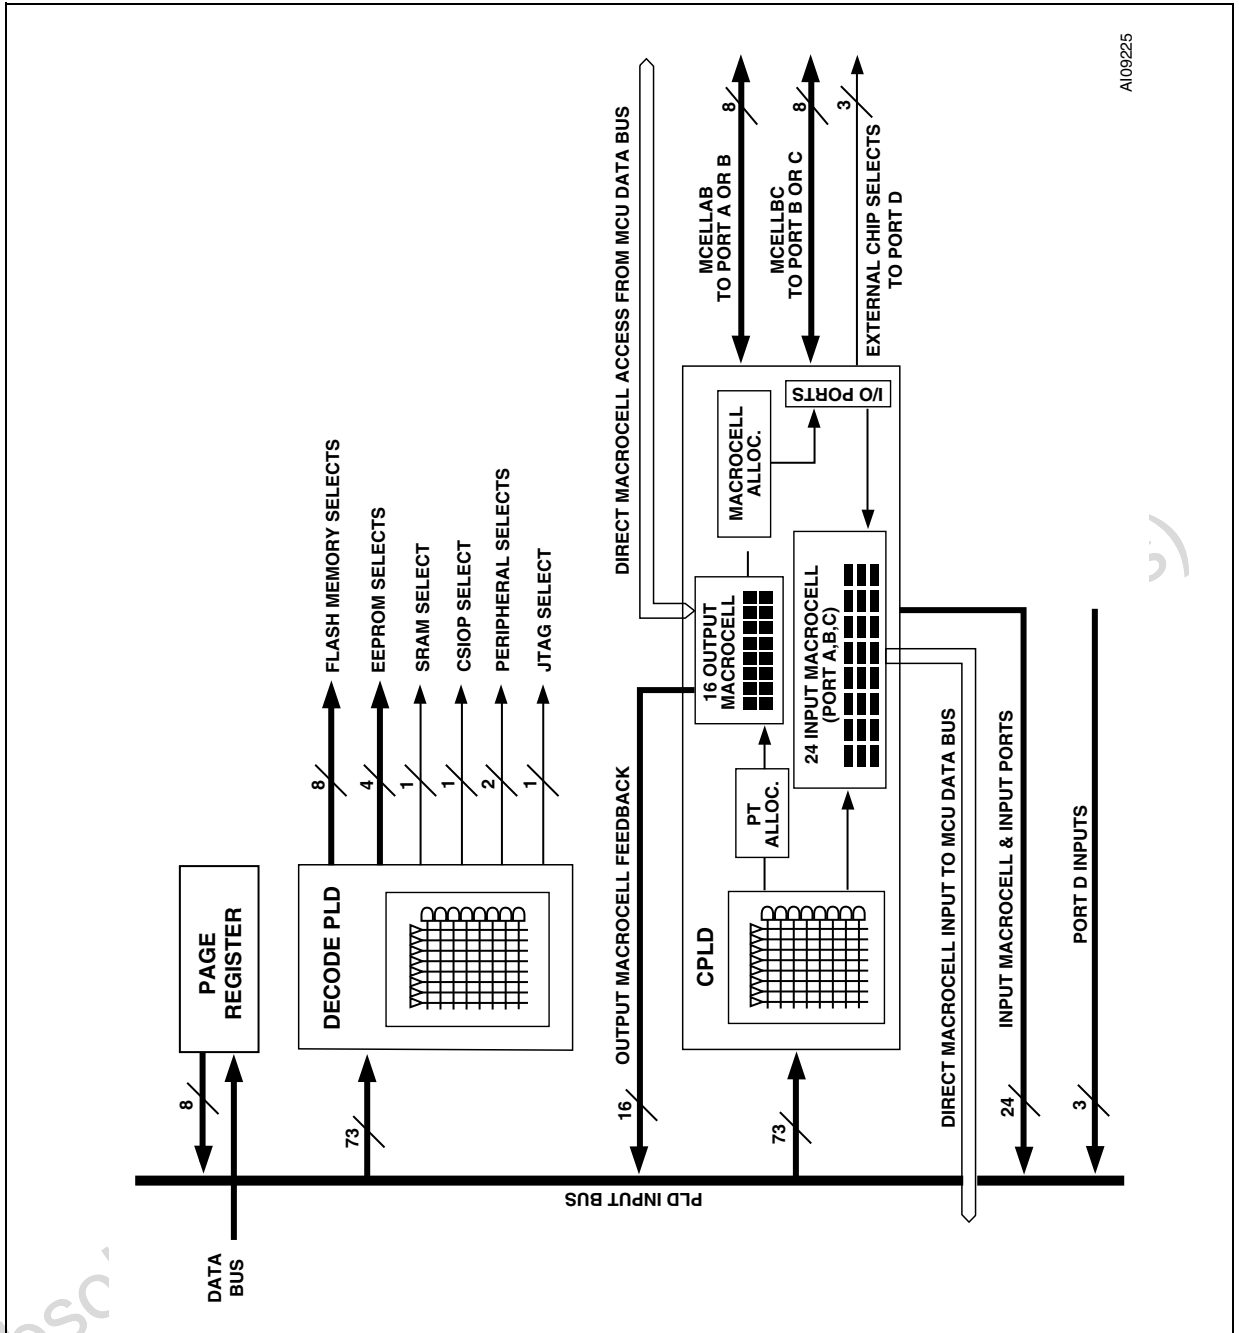 DATA
BUS
8
PAGE
REGISTER
73
DECODE PLD
8
FLASH MEMORY SELECTS
4
EEPROM SELECTS
1
SRAM SELECT
1
CSIOP SELECT
2
PERIPHERAL SELECTS
1
JTAG SELECT
PLD INPUT BUS
16
OUTPUT MACROCELL FEEDBACK
DIRECT MACROCELL ACCESS FROM MCU DATA BUS
73
CPLD
PT
ALLOC.
16 OUTPUT
MACROCELL
MACROCELL
ALLOC.
I/O PORTS
24 INPUT MACROCELL
(PORT A,B,C)
MCELLAB
TO PORT A OR B
8
MCELLBC
TO PORT B OR C
8
EXTERNAL CHIP SELECTS
TO PORT D
3
DIRECT MACROCELL INPUT TO MCU DATA BUS
24
INPUT MACROCELL & INPUT PORTS
3
PORT D INPUTS
AI09225